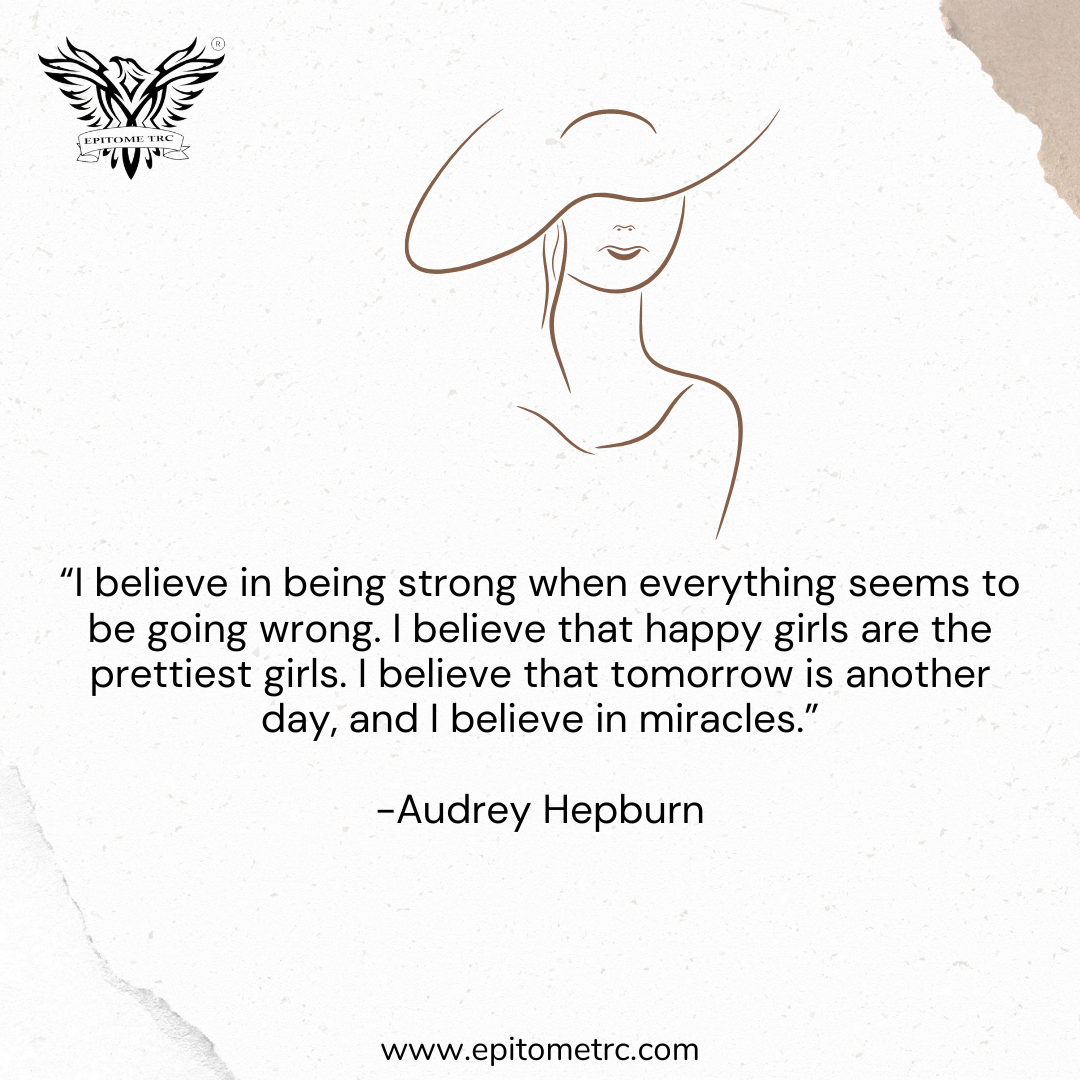 ®
EPITOME TRC
“I believe in being strong when everything seems to
be going wrong. I believe that happy girls are the
prettiest girls. I believe that tomorrow is another
day, and I believe in miracles.”
-Audrey Hepburn
www.epitometrc.com